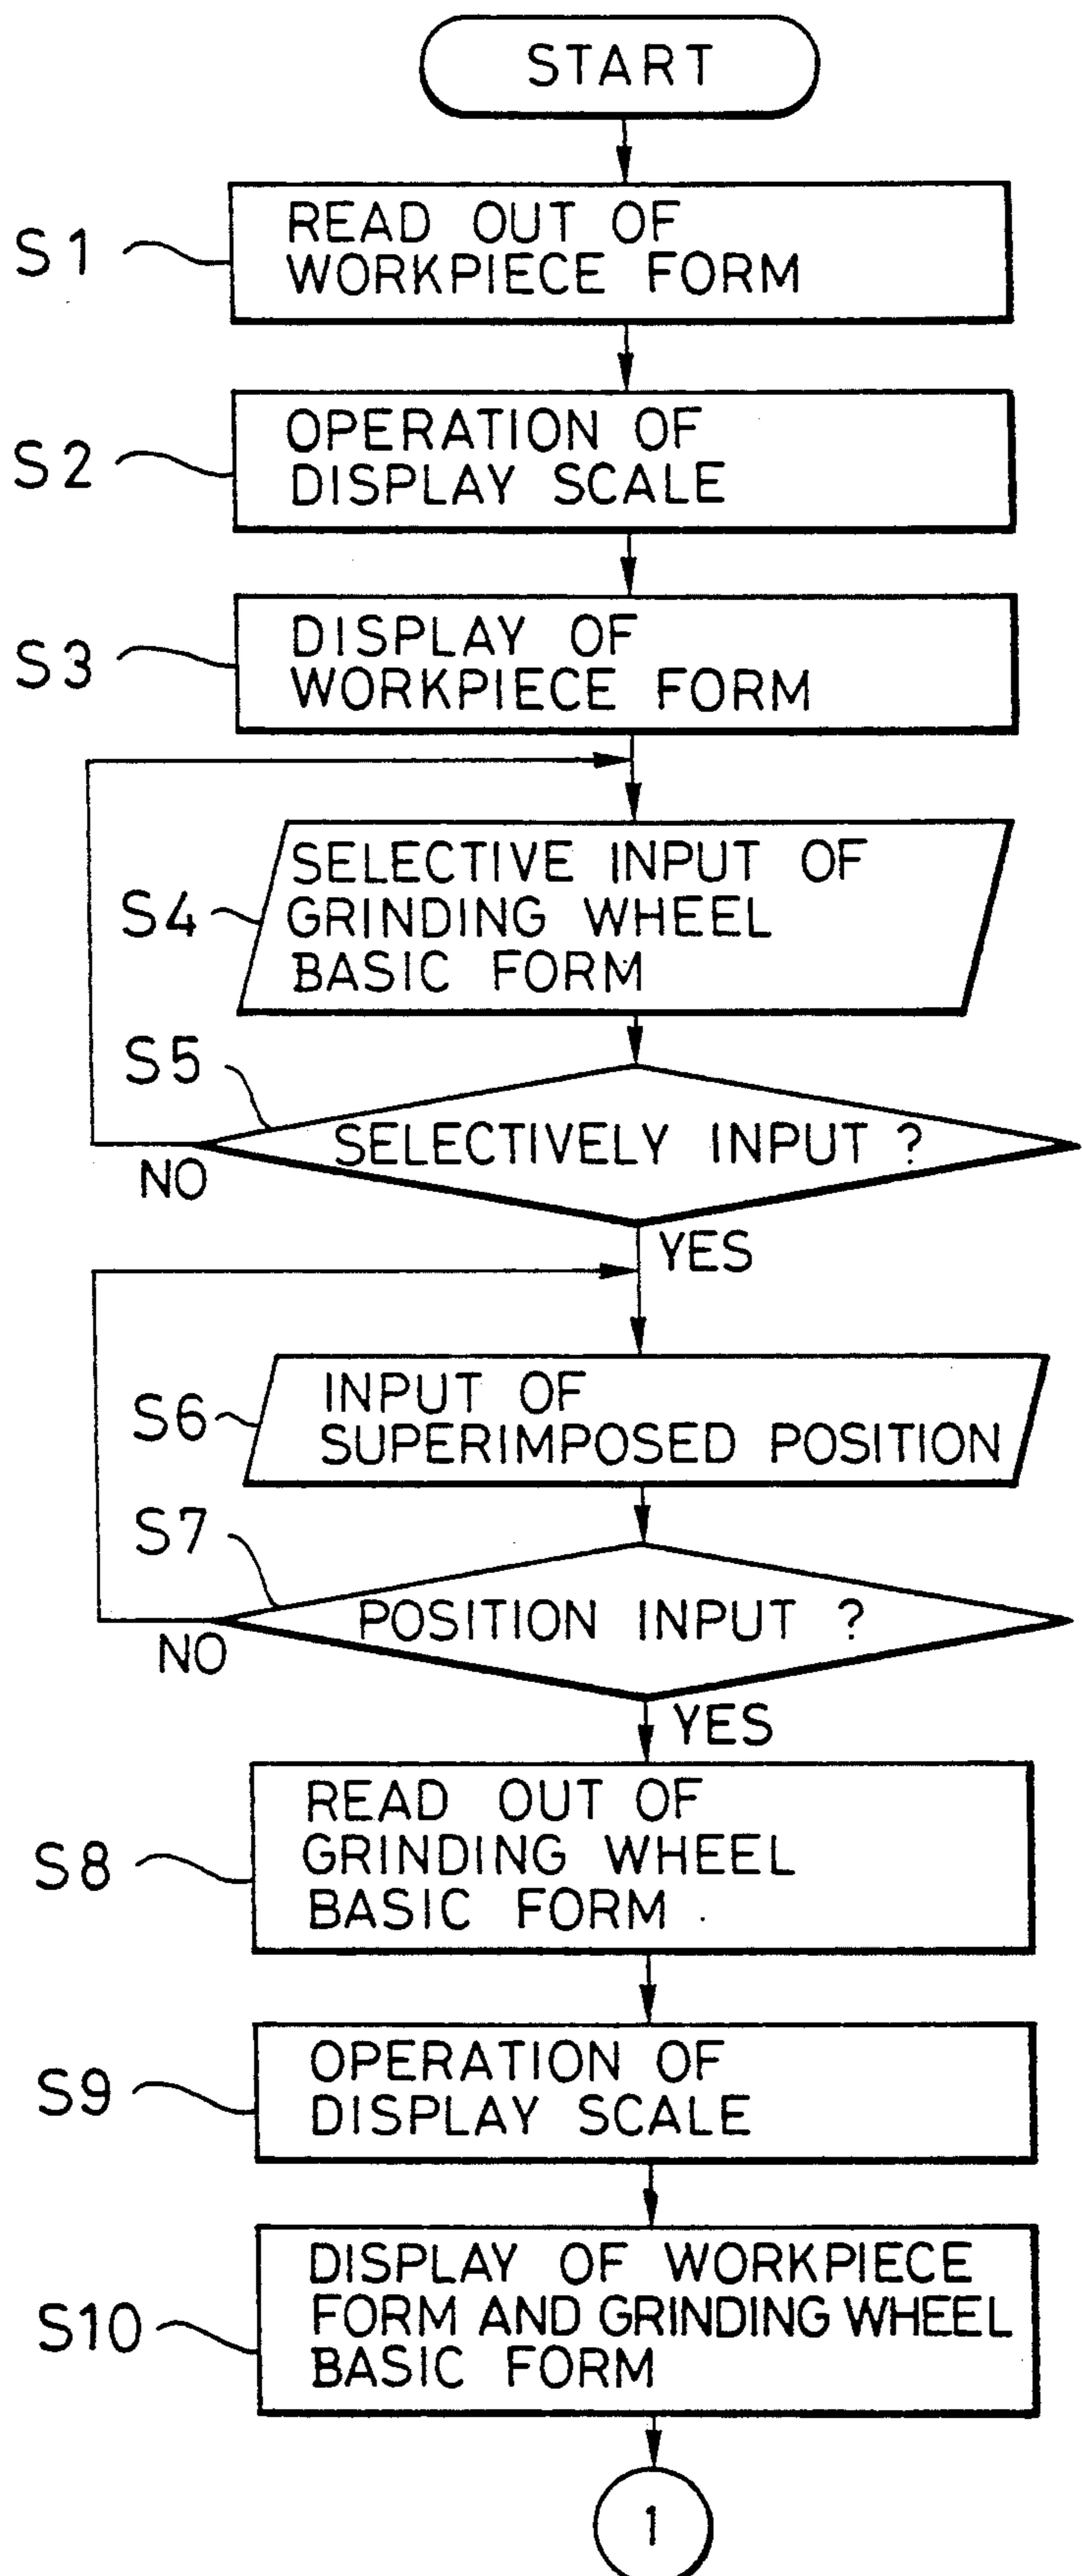 START
S1
READ OUT OF
WORKPIECE FORM
S2
OPERATION OF
DISPLAY SCALE
S3
DISPLAY OF
WORKPIECE FORM
S4
SELECTIVE INPUT OF
GRINDING WHEEL
BASIC FORM
S5
SELECTIVELY INPUT ?
NO
YES
S6
INPUT OF
SUPERIMPOSED POSITION
S7
POSITION INPUT ?
NO
YES
S8
READ OUT OF
GRINDING WHEEL
BASIC FORM
S9
OPERATION OF
DISPLAY SCALE
S10
DISPLAY OF WORKPIECE
FORM AND GRINDING WHEEL
BASIC FORM
1